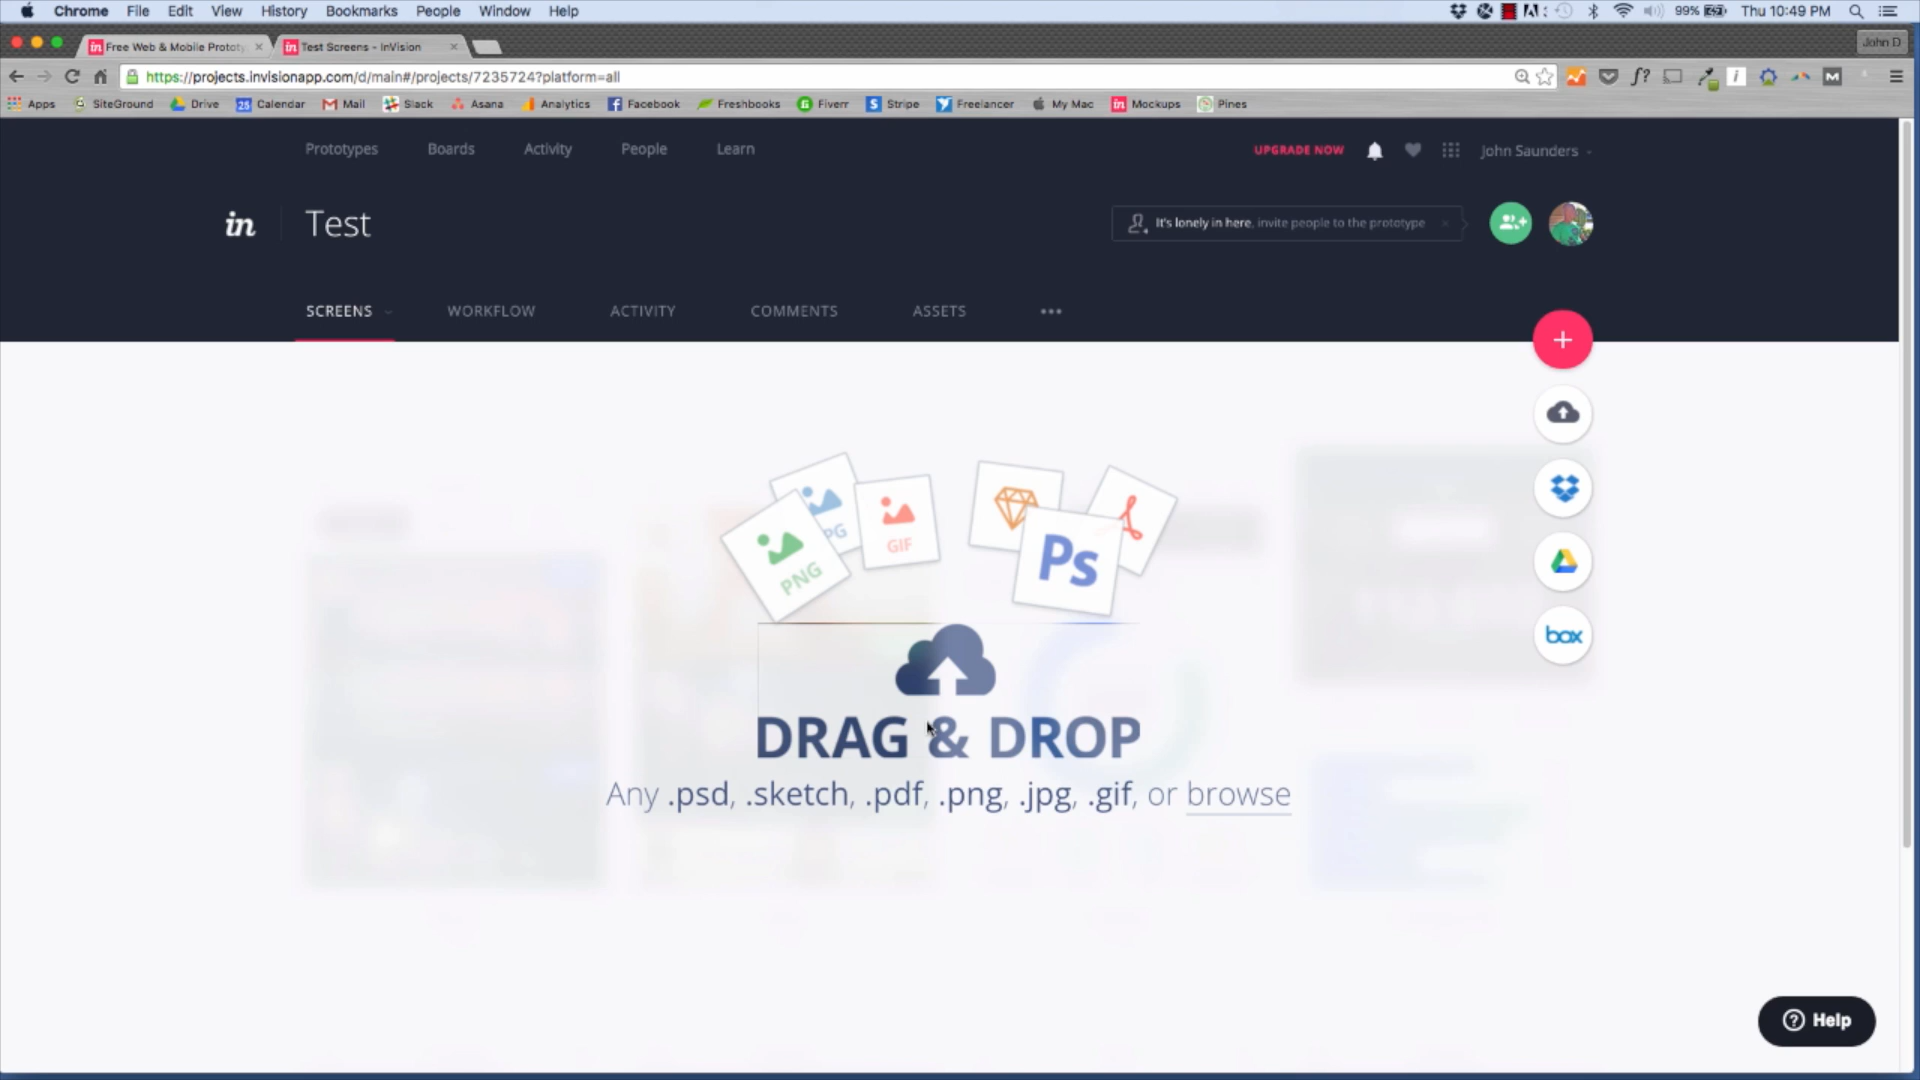 Chrome File Edit View History Bookmarks People Window Help
99% Thu 10:49 PM
Free Web & Mobile Prototy
Test Screens - InVision
John D
https://projects.invisionapp.com/d/main#/projects/7235724?platform=all
Apps SiteGround Drive Calendar Mail Slack Asana Analytics Facebook Freshbooks Fiverr Stripe Freelancer My Mac Mockups Pines
Prototypes Boards Activity People Learn
UPGRADE NOW John Saunders
in Test
It's lonely in here, invite people to the prototype
SCREENS WORKFLOW ACTIVITY COMMENTS ASSETS
PNG
PG
GIF
Ps
box
DRAG & DROP
Any .psd, .sketch, .pdf, .png, .jpg, .gif, or browse
Help